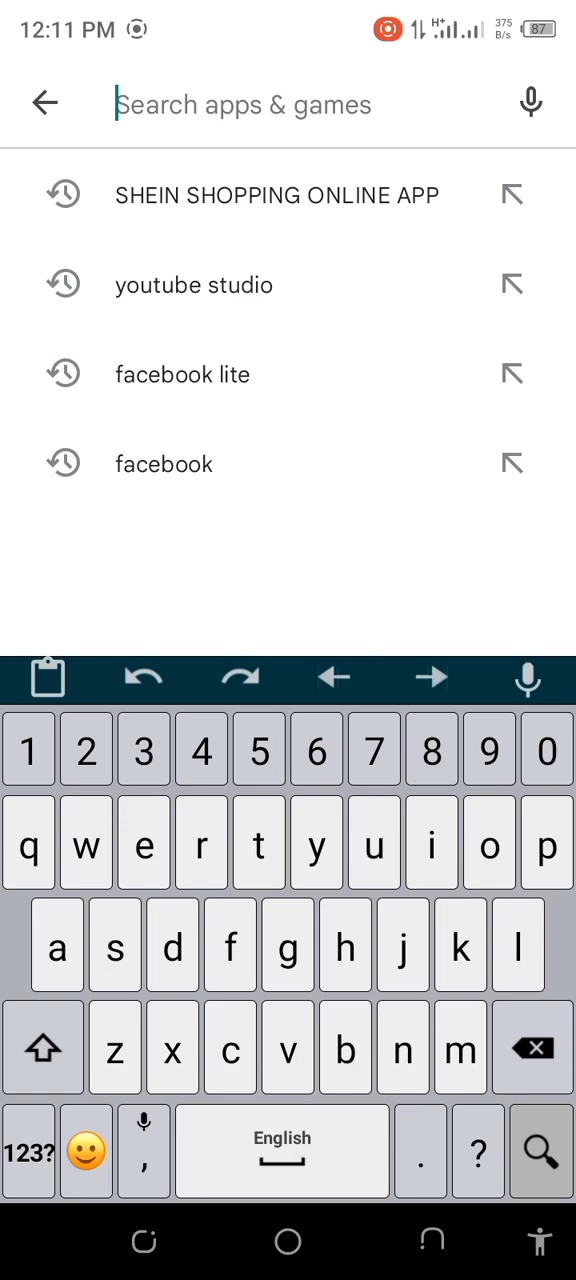 12:11 PM H+ 375 B/s 87
Search apps & games
SHEIN SHOPPING ONLINE APP
youtube studio
facebook lite
facebook
1 2 3 4 5 6 7 8 9 0
q w e r t y u i o p
a s d f g h j k l
z x c v b n m
123? , English . ?